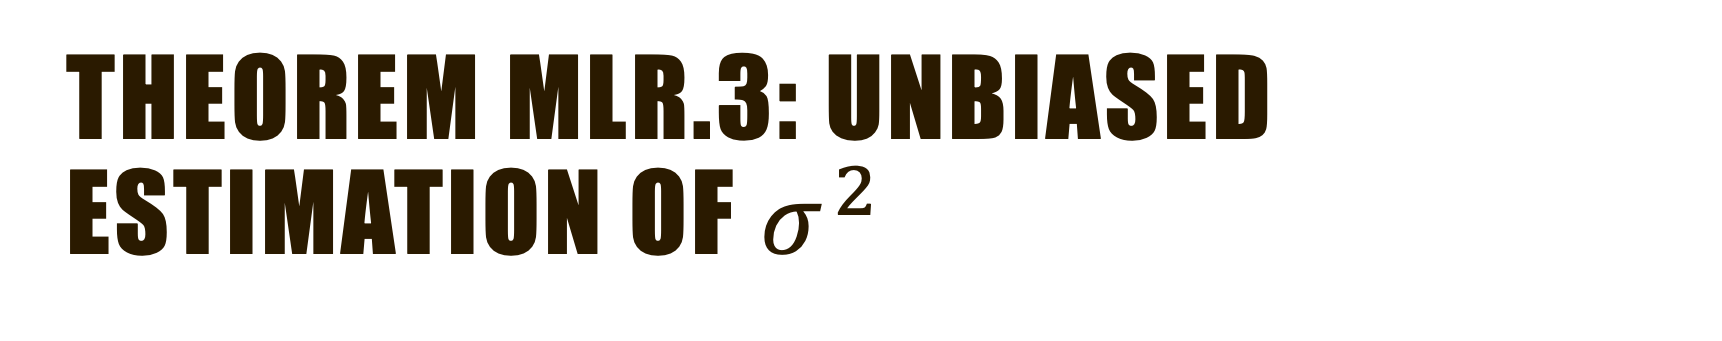 THEOREM MLR.3: UNBIASED
ESTIMATION OF σ²